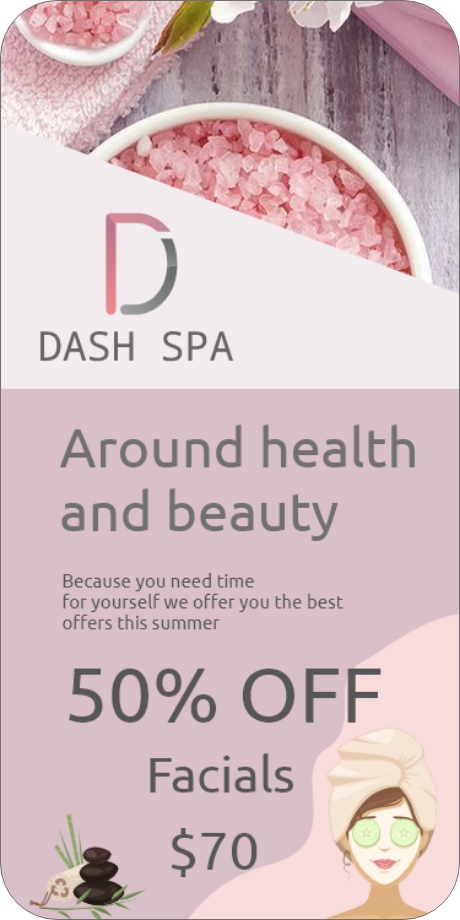 D
DASH SPA
Around health
and beauty
Because you need time
for yourself we offer you the best
offers this summer
50% OFF
Facials
$70